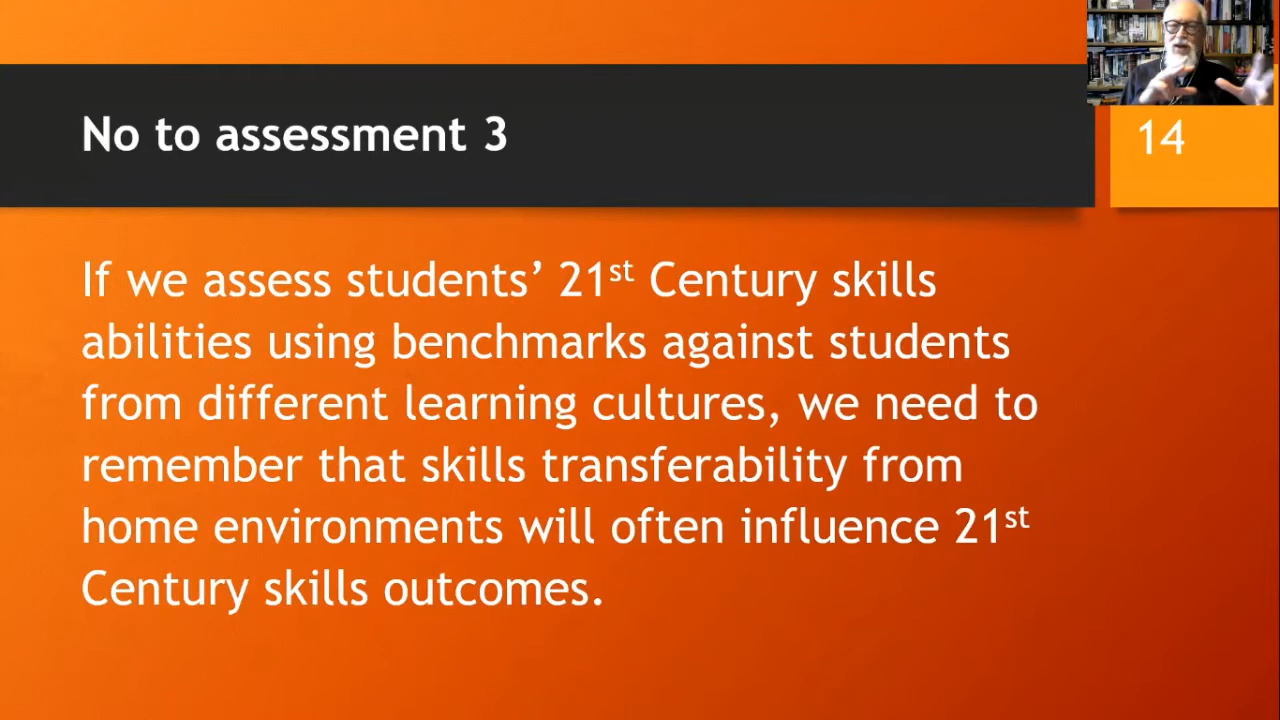 No to assessment 3
14
If we assess students’ 21st Century skills
abilities using benchmarks against students
from different learning cultures, we need to
remember that skills transferability from
home environments will often influence 21st
Century skills outcomes.